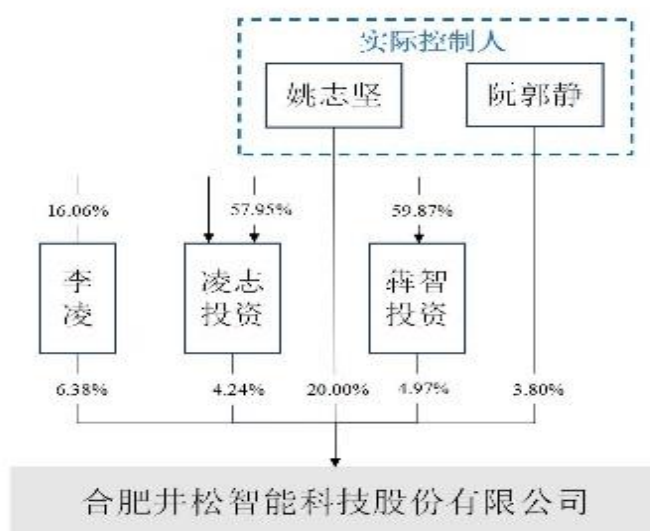 实际控制人
姚志坚
阮郭静
16.06%
57.95%
59.87%
李
凌
凌志
投资
犇智
投资
6.38%
4.24%
20.00%
4.97%
3.80%
合肥井松智能科技股份有限公司